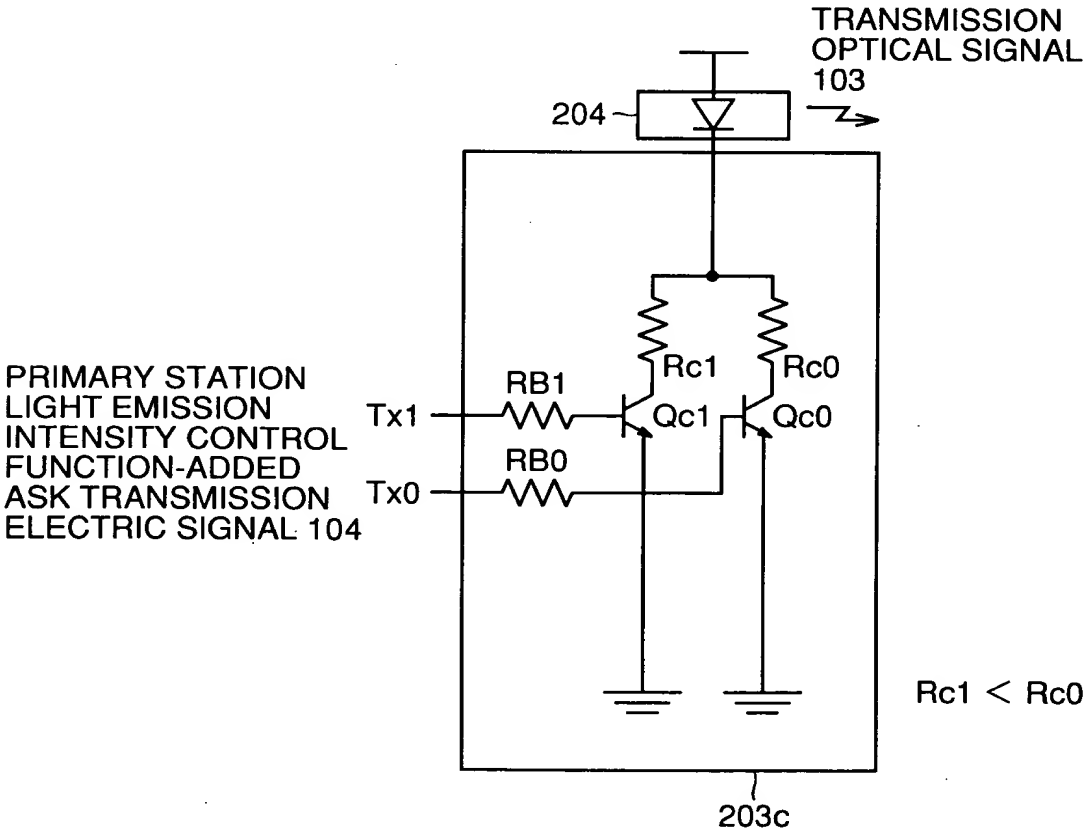 TRANSMISSION
OPTICAL SIGNAL
103
204
Rc1
Rc0
PRIMARY STATION
LIGHT EMISSION
INTENSITY CONTROL
FUNCTION-ADDED
ASK TRANSMISSION
ELECTRIC SIGNAL 104
Tx1
RB1
Qc1
Qc0
Tx0
RB0
Rc1 < Rc0
203c